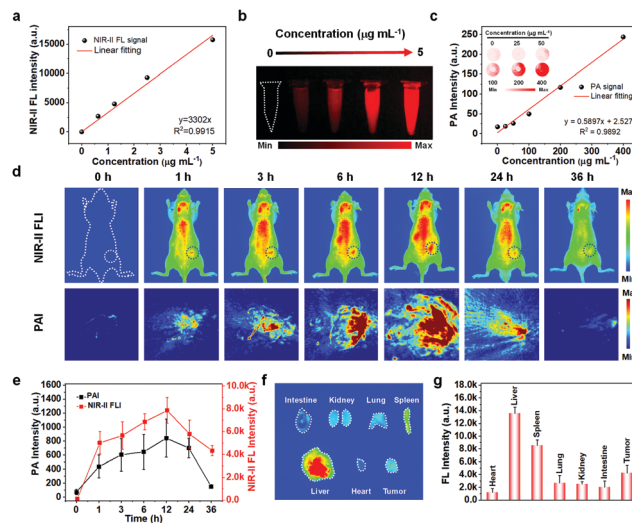 a
NIR-II FL signal
Linear fitting
y=3302x
R²=0.9915
NIR-II FL intensity (a.u.)
15000
10000
5000
0
0 1 2 3 4 5
Concentration (μg mL⁻¹)
b
Concentration (μg mL⁻¹)
0 5
Min Max
c
Concentration (μg mL⁻¹)
0 25 50
100 200 400
Min Max
PA signal
Linear fitting
y = 0.5897x + 2.527
R² = 0.9892
PA Intensity (a.u.)
250
200
150
100
50
0
0 100 200 300 400
Concentrantion (μg mL⁻¹)
d
0 h 1 h 3 h 6 h 12 h 24 h 36 h
NIR-II FLI
PAI
e
PAI
NIR-II FLI
PA Intensity (a.u.)
1600
1400
1200
1000
800
600
400
200
0
0 1 3 6 12 24 36
Time (h)
10.0k
8.0k
6.0k
4.0k
2.0k
0.0
NIR-II FL Intensity (a.u.)
f
Intestine Kidney Lung Spleen
Liver Heart Tumor
g
FL Intensity (a.u.)
18.0k
16.0k
14.0k
12.0k
10.0k
8.0k
6.0k
4.0k
2.0k
0.0
Heart
Liver
Spleen
Lung
Kidney
Intestine
Tumor